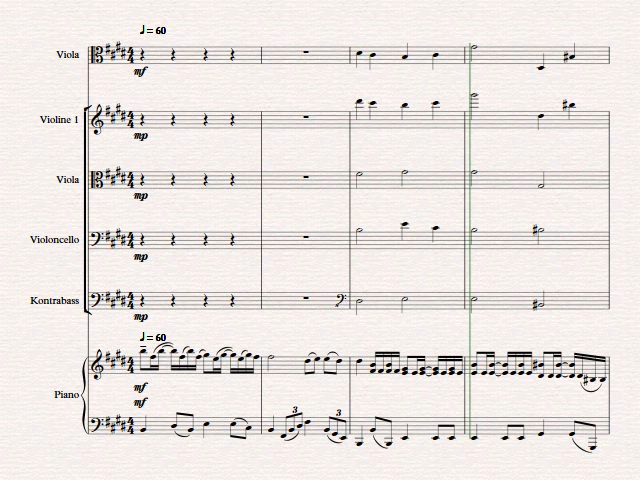 ♩= 60
Viola
mf
Violine 1
mp
Viola
mp
Violoncello
mp
Kontrabass
mp
♩= 60
mf
Piano
mf
3 3